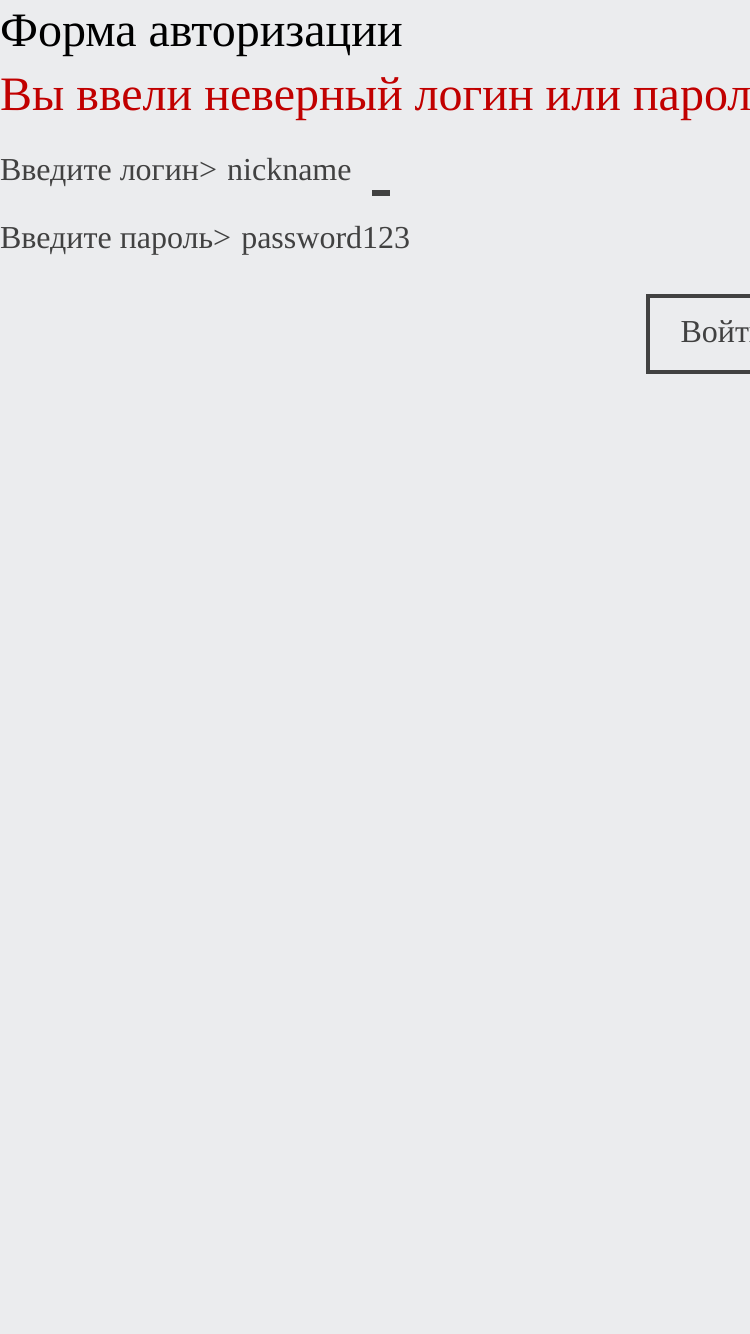 Форма авторизации
Вы ввели неверный логин или парол
Введите логин> nickname
Введите пароль> password123
Войт